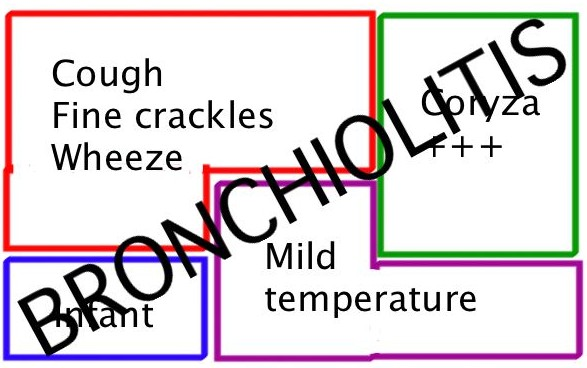 Cough
Fine crackles
Wheeze
Coryza
+++
BRONCHIOLITIS
Mild
temperature
Infant